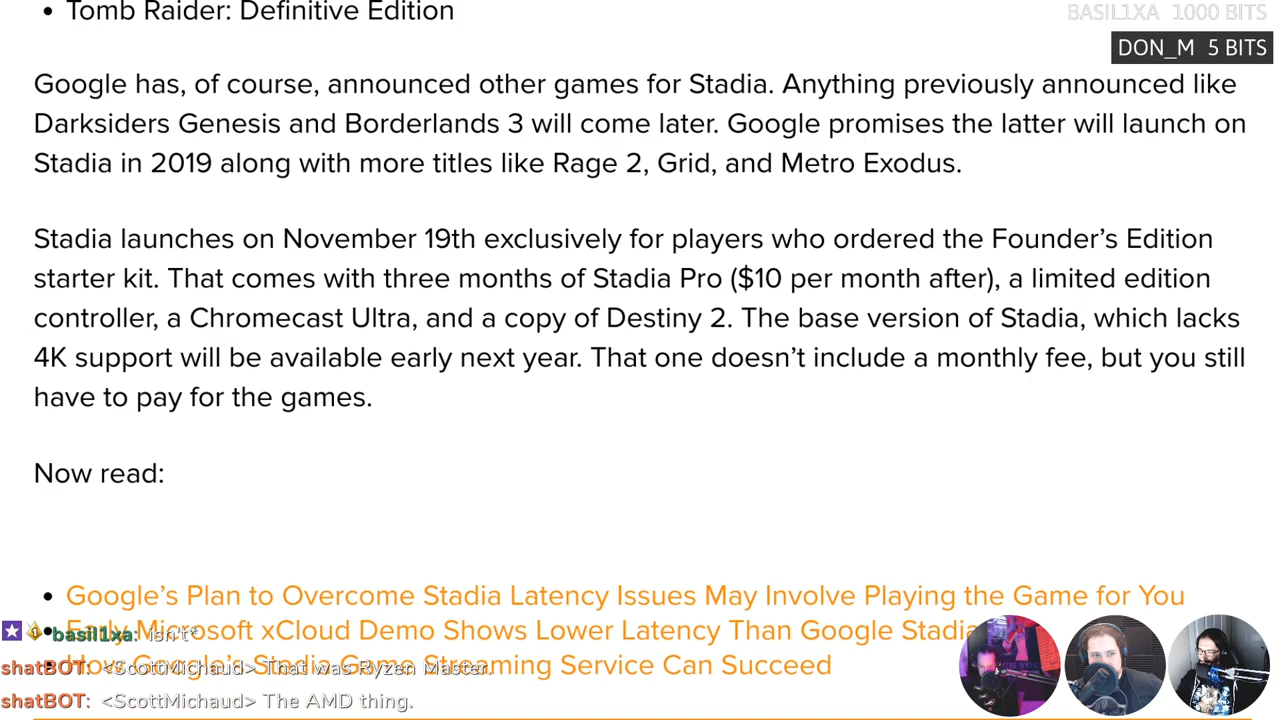 • Tomb Raider: Definitive Edition
BASIL1XA 1000 BITS
DON_M 5 BITS
Google has, of course, announced other games for Stadia. Anything previously announced like
Darksiders Genesis and Borderlands 3 will come later. Google promises the latter will launch on
Stadia in 2019 along with more titles like Rage 2, Grid, and Metro Exodus.
Stadia launches on November 19th exclusively for players who ordered the Founder’s Edition
starter kit. That comes with three months of Stadia Pro ($10 per month after), a limited edition
controller, a Chromecast Ultra, and a copy of Destiny 2. The base version of Stadia, which lacks
4K support will be available early next year. That one doesn’t include a monthly fee, but you still
have to pay for the games.
Now read:
• Google’s Plan to Overcome Stadia Latency Issues May Involve Playing the Game for You
• Early Microsoft xCloud Demo Shows Lower Latency Than Google Stadia
basil1xa: isn't*
• How Google’s Stadia Game Streaming Service Can Succeed
shatBOT: <ScottMichaud> That was Ryzen Master.
shatBOT: <ScottMichaud> The AMD thing.